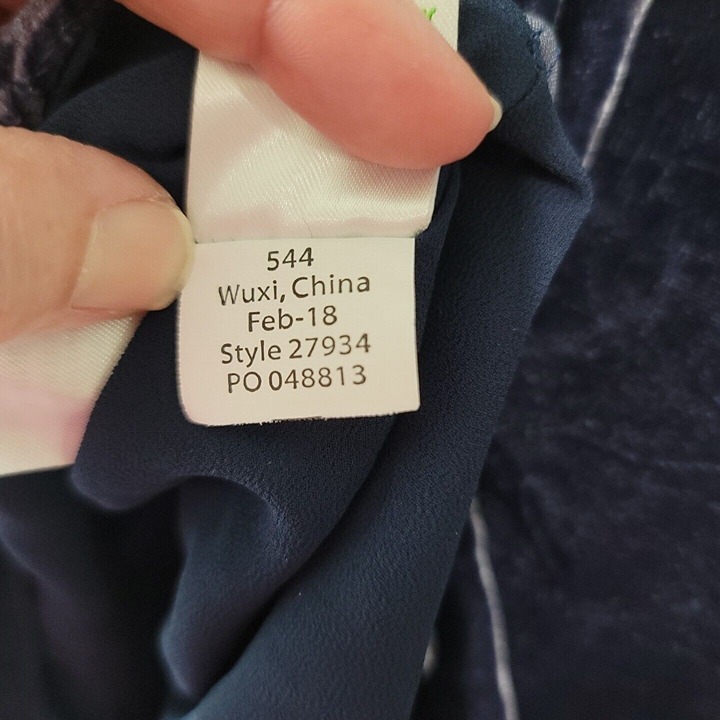 544
Wuxi, China
Feb-18
Style 27934
PO 048813